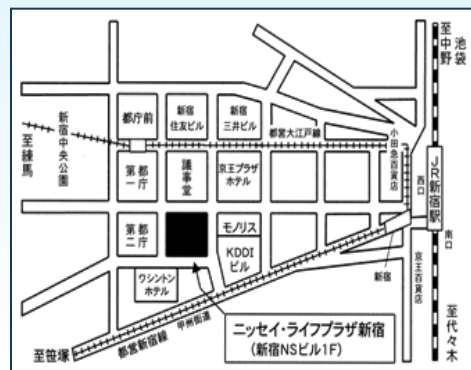 至中野
池袋
新宿中央公園
至練馬
都庁前
新宿
住友ビル
新宿
三井ビル
都営大江戸線
小田急百貨店
第一
都庁
議事堂
京王プラザ
ホテル
西口
JR新宿駅
南口
第二
都庁
モノリス
KDDI
ビル
新宿
京王百貨店
ワシントン
ホテル
甲州街道
都営新宿線
至笹塚
ニッセイ・ライフプラザ新宿
(新宿NSビル1F)
至代々木